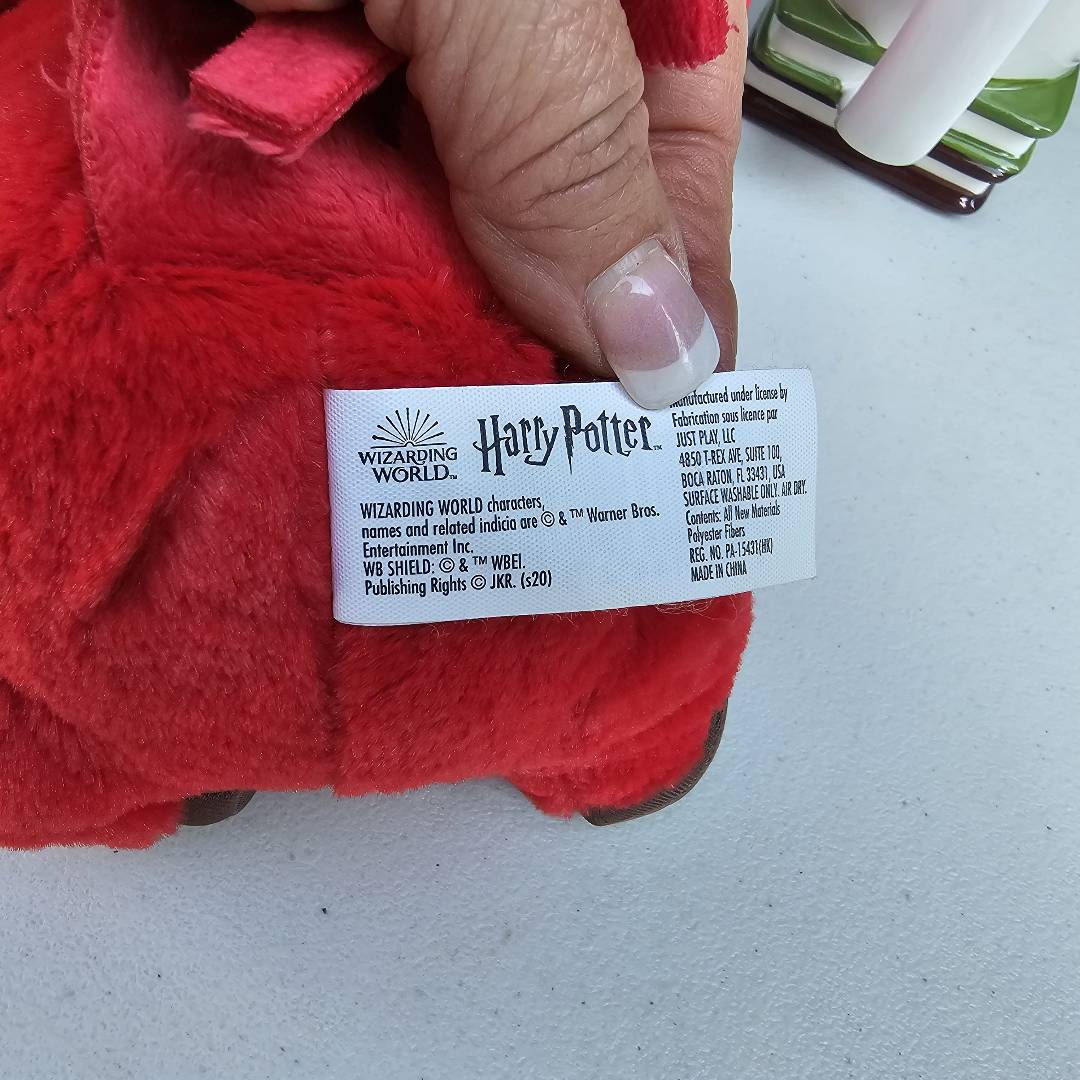 WIZARDING
WORLD™
Harry Potter™
WIZARDING WORLD characters,
names and related indicia are © & ™ Warner Bros.
Entertainment Inc.
WB SHIELD: © & ™ WBEI.
Publishing Rights © JKR. (s20)
Manufactured under license by
Fabrication sous licence par
JUST PLAY, LLC
4850 T-REX AVE, SUITE 100,
BOCA RATON, FL 33431, USA
SURFACE WASHABLE ONLY. AIR DRY.
Contents: All New Materials
Polyester Fibers
REG. NO. PA-15431(HK)
MADE IN CHINA